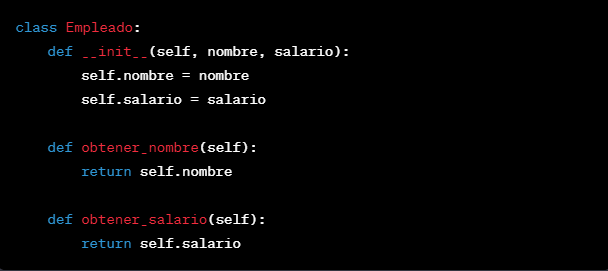 class Empleado:
    def __init__(self, nombre, salario):
        self.nombre = nombre
        self.salario = salario

    def obtener_nombre(self):
        return self.nombre

    def obtener_salario(self):
        return self.salario